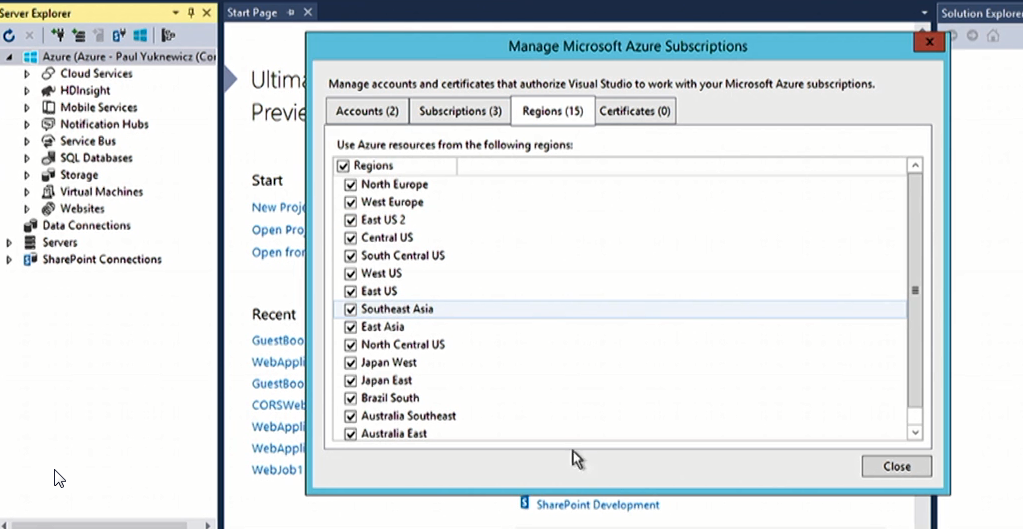 Server Explorer
Start Page
Solution Explorer
Manage Microsoft Azure Subscriptions
Azure (Azure - Paul Yuknewicz (Cor
Cloud Services
HDInsight
Mobile Services
Notification Hubs
Service Bus
SQL Databases
Storage
Virtual Machines
Websites
Data Connections
Servers
SharePoint Connections
Ultima
Previe
Start
New Proje
Open Proj
Open from
Recent
GuestBoo
WebAppli
GuestBoo
CORSWeb
WebAppli
WebAppli
WebJob1
Manage accounts and certificates that authorize Visual Studio to work with your Microsoft Azure subscriptions.
Accounts (2)
Subscriptions (3)
Regions (15)
Certificates (0)
Use Azure resources from the following regions:
Regions
North Europe
West Europe
East US 2
Central US
South Central US
West US
East US
Southeast Asia
East Asia
North Central US
Japan West
Japan East
Brazil South
Australia Southeast
Australia East
Close
SharePoint Development